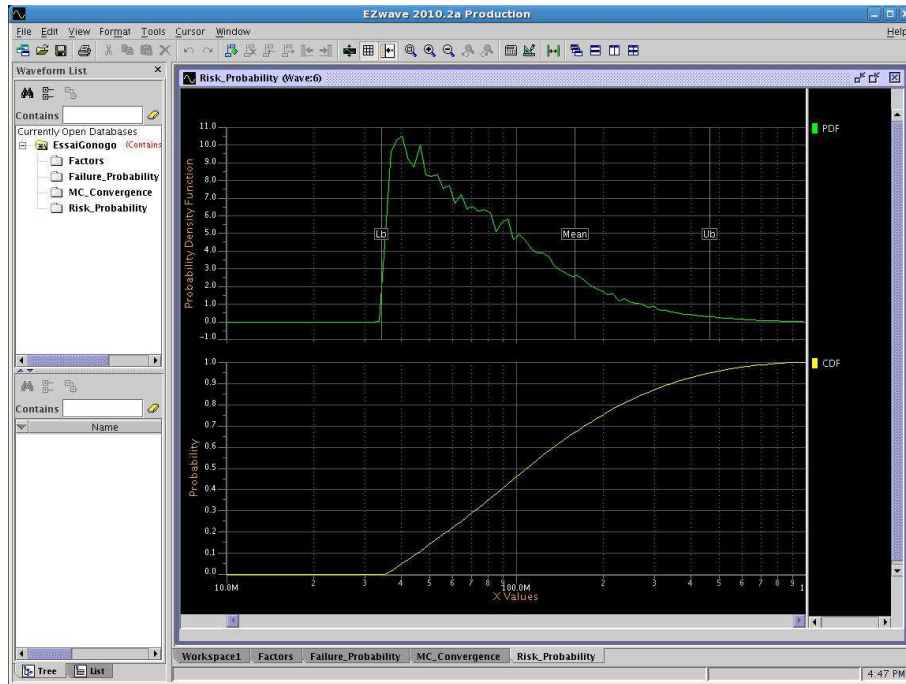 EZwave 2010.2a Production
File Edit View Format Tools Cursor Window Help
Waveform List
Contains
Currently Open Databases
EssaiGonogo (Contains
Factors
Failure_Probability
MC_Convergence
Risk_Probability
Contains
Name
Tree List
Risk_Probability (Wave:6)
Probability Density Function
11.0
10.0
9.0
8.0
7.0
6.0
5.0
4.0
3.0
2.0
1.0
0.0
-1.0
Lb Mean Ub
PDF
Probability
1.0
0.9
0.8
0.7
0.6
0.5
0.4
0.3
0.2
0.1
0.0
CDF
10.0M 2 3 4 5 6 7 8 9 100.0M 2 3 4 5 6 7 8 9 1
X Values
Workspace1 Factors Failure_Probability MC_Convergence Risk_Probability
4:47 PM